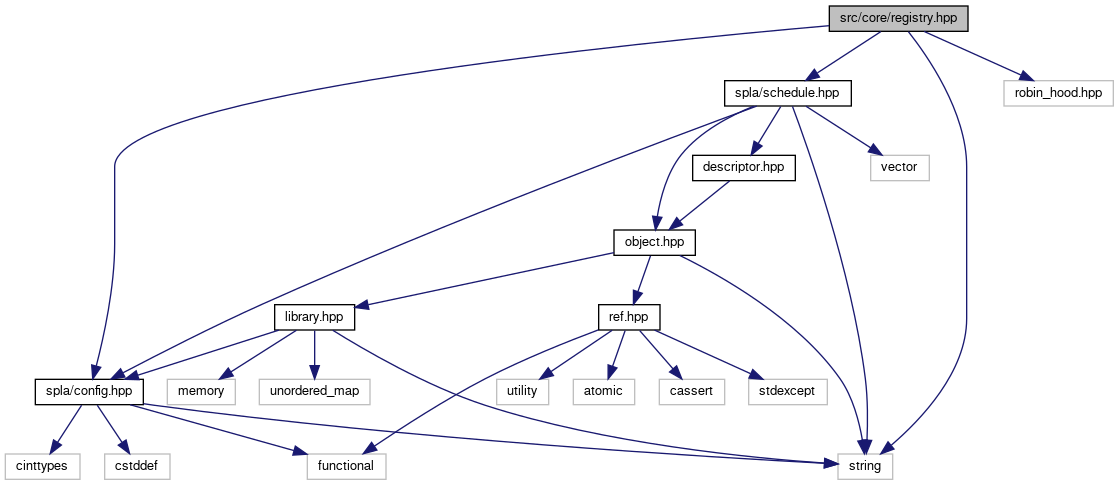 src/core/registry.hpp
spla/schedule.hpp
robin_hood.hpp
descriptor.hpp
vector
object.hpp
library.hpp
ref.hpp
spla/config.hpp
memory
unordered_map
utility
atomic
cassert
stdexcept
cinttypes
cstddef
functional
string